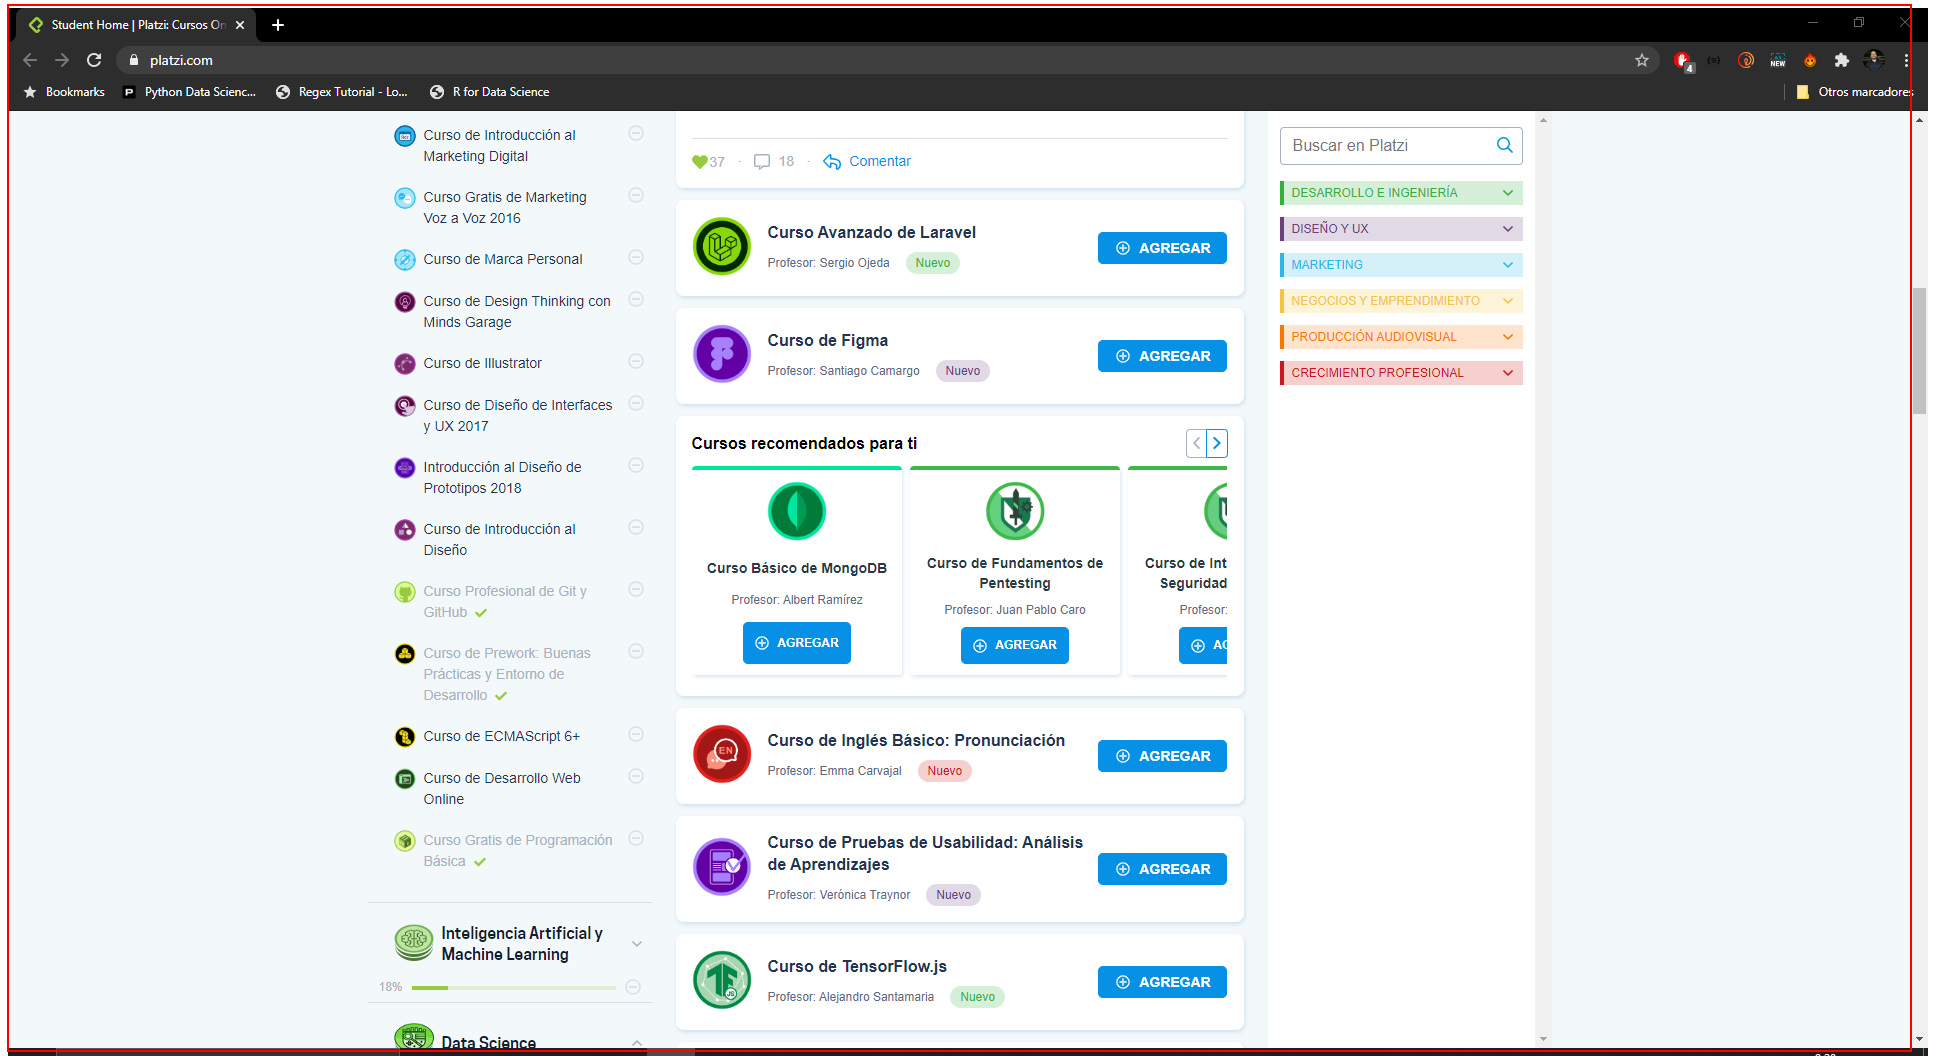 Student Home | Platzi: Cursos On
platzi.com
4
NEW
Bookmarks
Python Data Scienc...
Regex Tutorial - Lo...
R for Data Science
Otros marcadores
Curso de Introducción al
Marketing Digital
Curso Gratis de Marketing
Voz a Voz 2016
Curso de Marca Personal
Curso de Design Thinking con
Minds Garage
Curso de Illustrator
Curso de Diseño de Interfaces
y UX 2017
Introducción al Diseño de
Prototipos 2018
Curso de Introducción al
Diseño
Curso Profesional de Git y
GitHub
Curso de Prework: Buenas
Prácticas y Entorno de
Desarrollo
Curso de ECMAScript 6+
Curso de Desarrollo Web
Online
Curso Gratis de Programación
Básica
Inteligencia Artificial y
Machine Learning
18%
Data Science
37 · 18 · Comentar
Curso Avanzado de Laravel
Profesor: Sergio Ojeda Nuevo
AGREGAR
Curso de Figma
Profesor: Santiago Camargo Nuevo
AGREGAR
Cursos recomendados para ti
Curso Básico de MongoDB
Profesor: Albert Ramírez
AGREGAR
Curso de Fundamentos de
Pentesting
Profesor: Juan Pablo Caro
AGREGAR
Curso de Int
Seguridad
Profesor:
AG
EN
Curso de Inglés Básico: Pronunciación
Profesor: Emma Carvajal Nuevo
AGREGAR
Curso de Pruebas de Usabilidad: Análisis
de Aprendizajes
Profesor: Verónica Traynor Nuevo
AGREGAR
TF
JS
Curso de TensorFlow.js
Profesor: Alejandro Santamaria Nuevo
AGREGAR
Buscar en Platzi
DESARROLLO E INGENIERÍA
DISEÑO Y UX
MARKETING
NEGOCIOS Y EMPRENDIMIENTO
PRODUCCIÓN AUDIOVISUAL
CRECIMIENTO PROFESIONAL